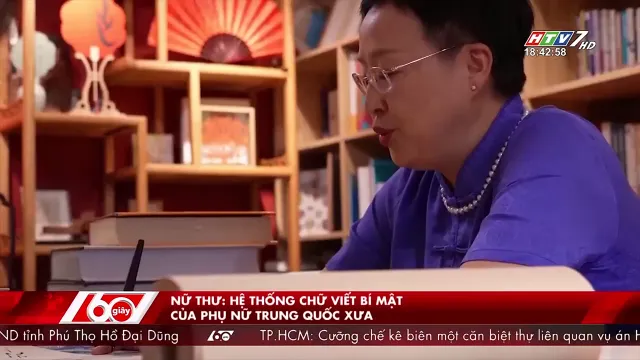 HTV7 HD
18:42:58
60 giây
NỮ THƯ: HỆ THỐNG CHỮ VIẾT BÍ MẬT
CỦA PHỤ NỮ TRUNG QUỐC XƯA
ND tỉnh Phú Thọ Hồ Đại Dũng 60 giây TP.HCM: Cưỡng chế kê biên một căn biệt thự liên quan vụ án H